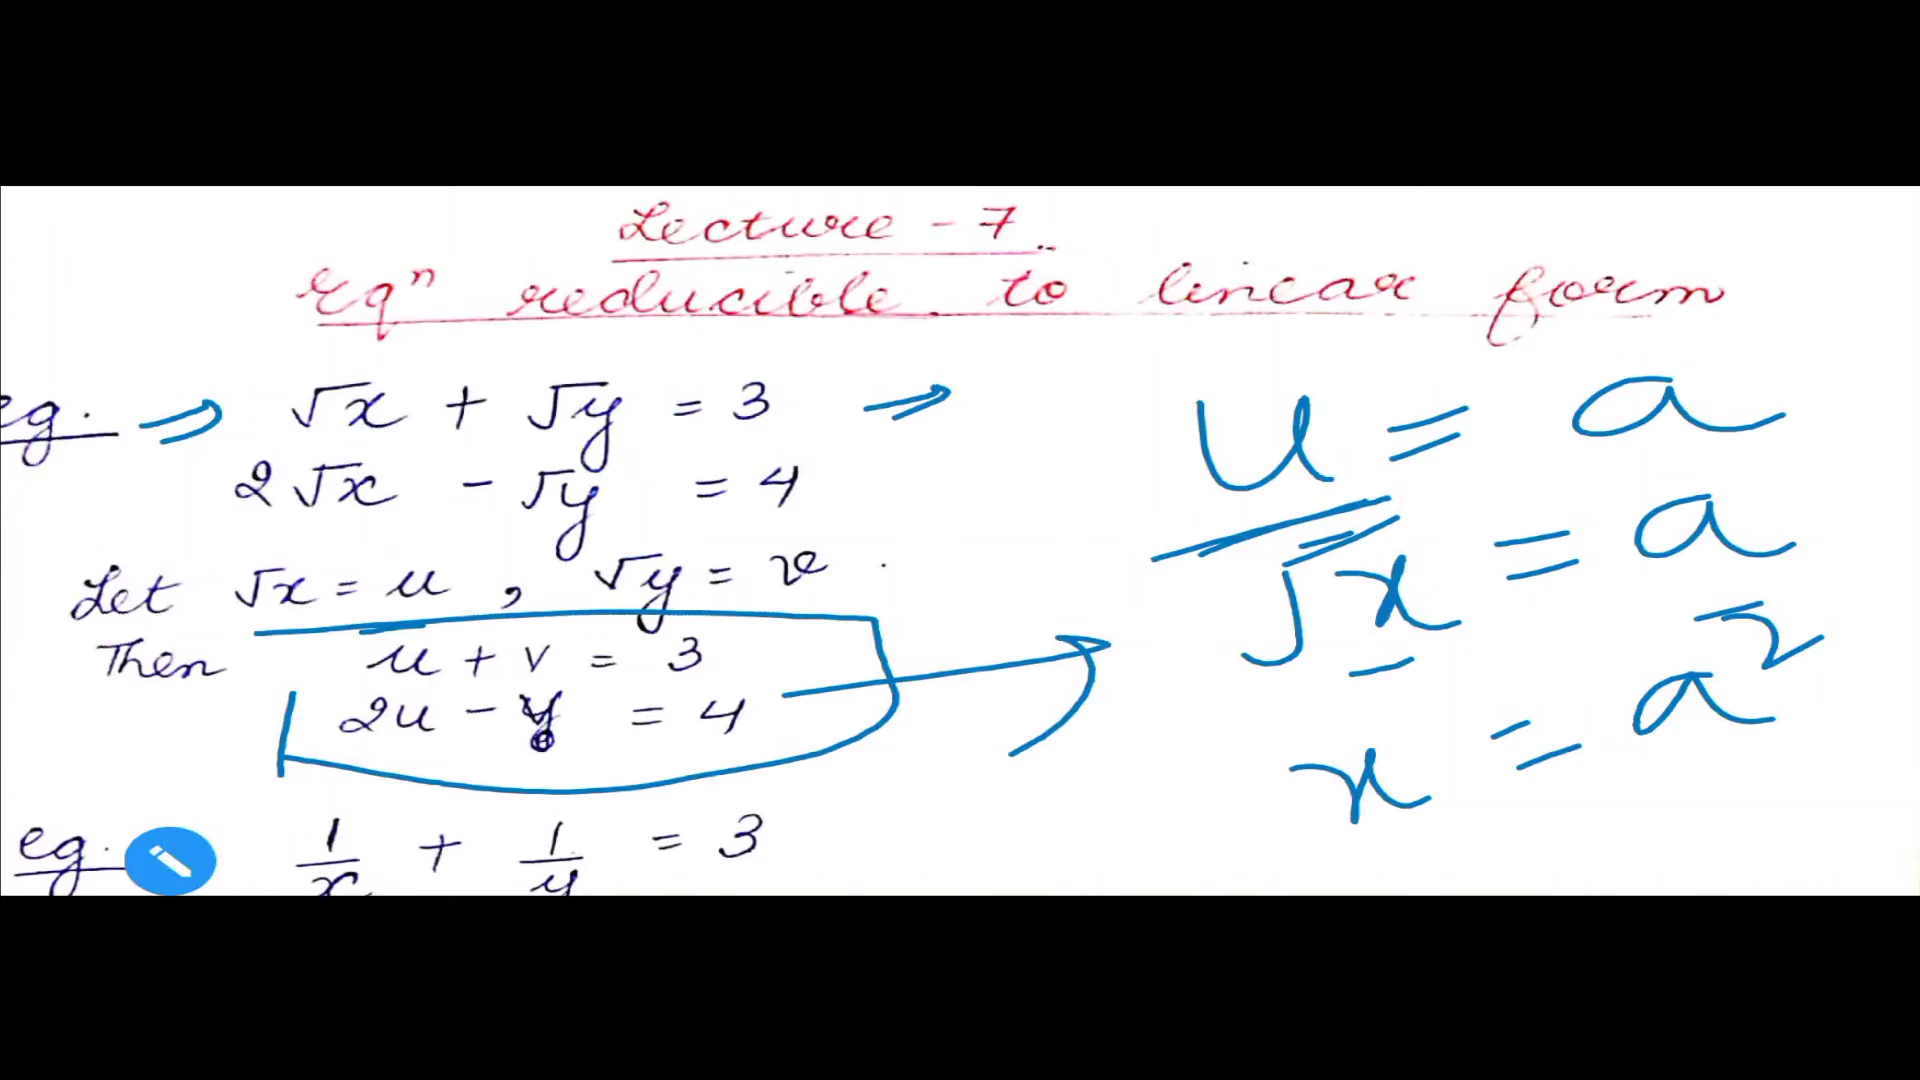 Lecture - 7
Eqⁿ reducible to linear form
eg. ⇒ √x + √y = 3 ⇒
2√x - √y = 4
Let √x = u , √y = v
Then u + v = 3
2u - v = 4
eg. 1/x + 1/y = 3
u = a
√x = a
x = a²